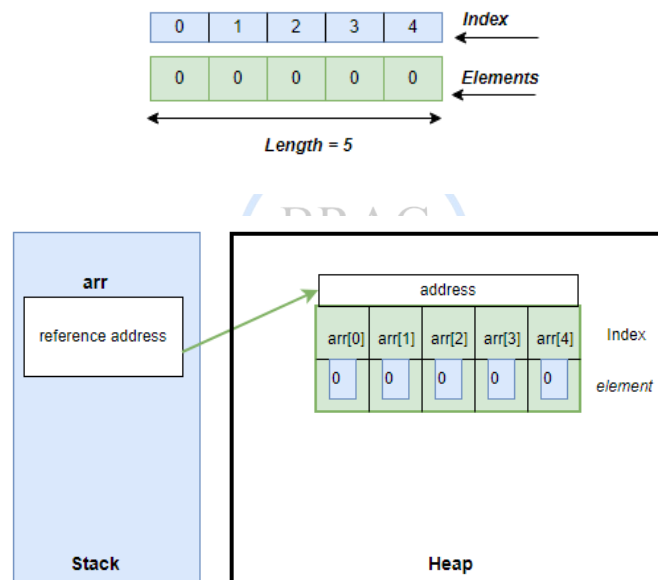 0 1 2 3 4 Index
0 0 0 0 0 Elements
Length = 5
BRAC
arr
reference address
address
arr[0] arr[1] arr[2] arr[3] arr[4] Index
0 0 0 0 0 element
Stack Heap